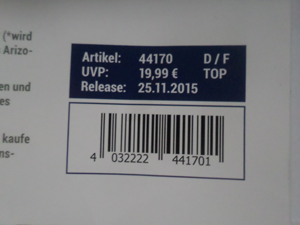 (*wird
Arizo-
en und
es
kaufe
ns-
Artikel: 44170 D / F
UVP: 19,99 € TOP
Release: 25.11.2015
4 032222 441701